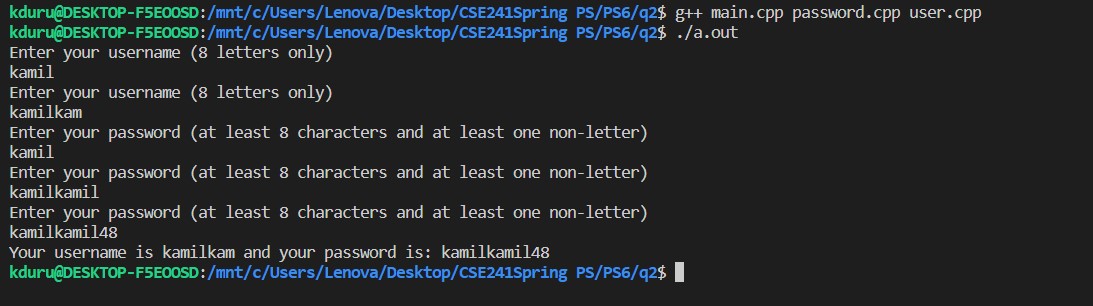 kduru@DESKTOP-F5EOOSD:/mnt/c/Users/Lenova/Desktop/CSE241Spring PS/PS6/q2$ g++ main.cpp password.cpp user.cpp
kduru@DESKTOP-F5EOOSD:/mnt/c/Users/Lenova/Desktop/CSE241Spring PS/PS6/q2$ ./a.out
Enter your username (8 letters only)
kamil
Enter your username (8 letters only)
kamilkam
Enter your password (at least 8 characters and at least one non-letter)
kamil
Enter your password (at least 8 characters and at least one non-letter)
kamilkamil
Enter your password (at least 8 characters and at least one non-letter)
kamilkamil48
Your username is kamilkam and your password is: kamilkamil48
kduru@DESKTOP-F5EOOSD:/mnt/c/Users/Lenova/Desktop/CSE241Spring PS/PS6/q2$